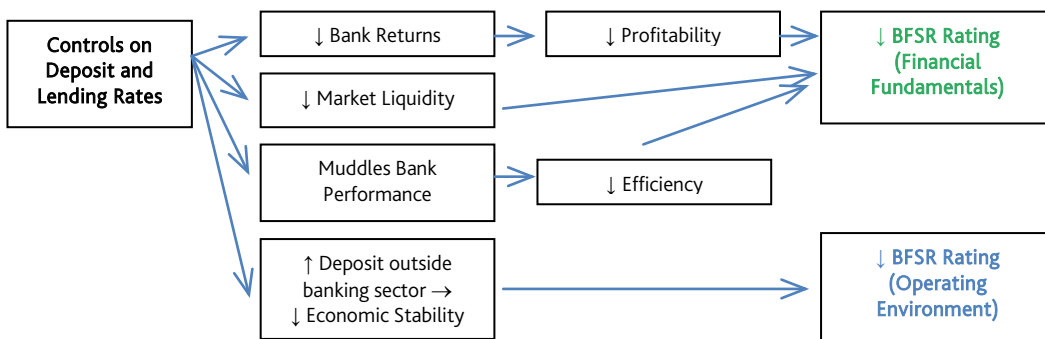 Controls on
Deposit and
Lending Rates
↓ Bank Returns
↓ Profitability
↓ BFSR Rating
(Financial
Fundamentals)
↓ Market Liquidity
Muddles Bank
Performance
↓ Efficiency
↑ Deposit outside
banking sector →
↓ Economic Stability
↓ BFSR Rating
(Operating
Environment)